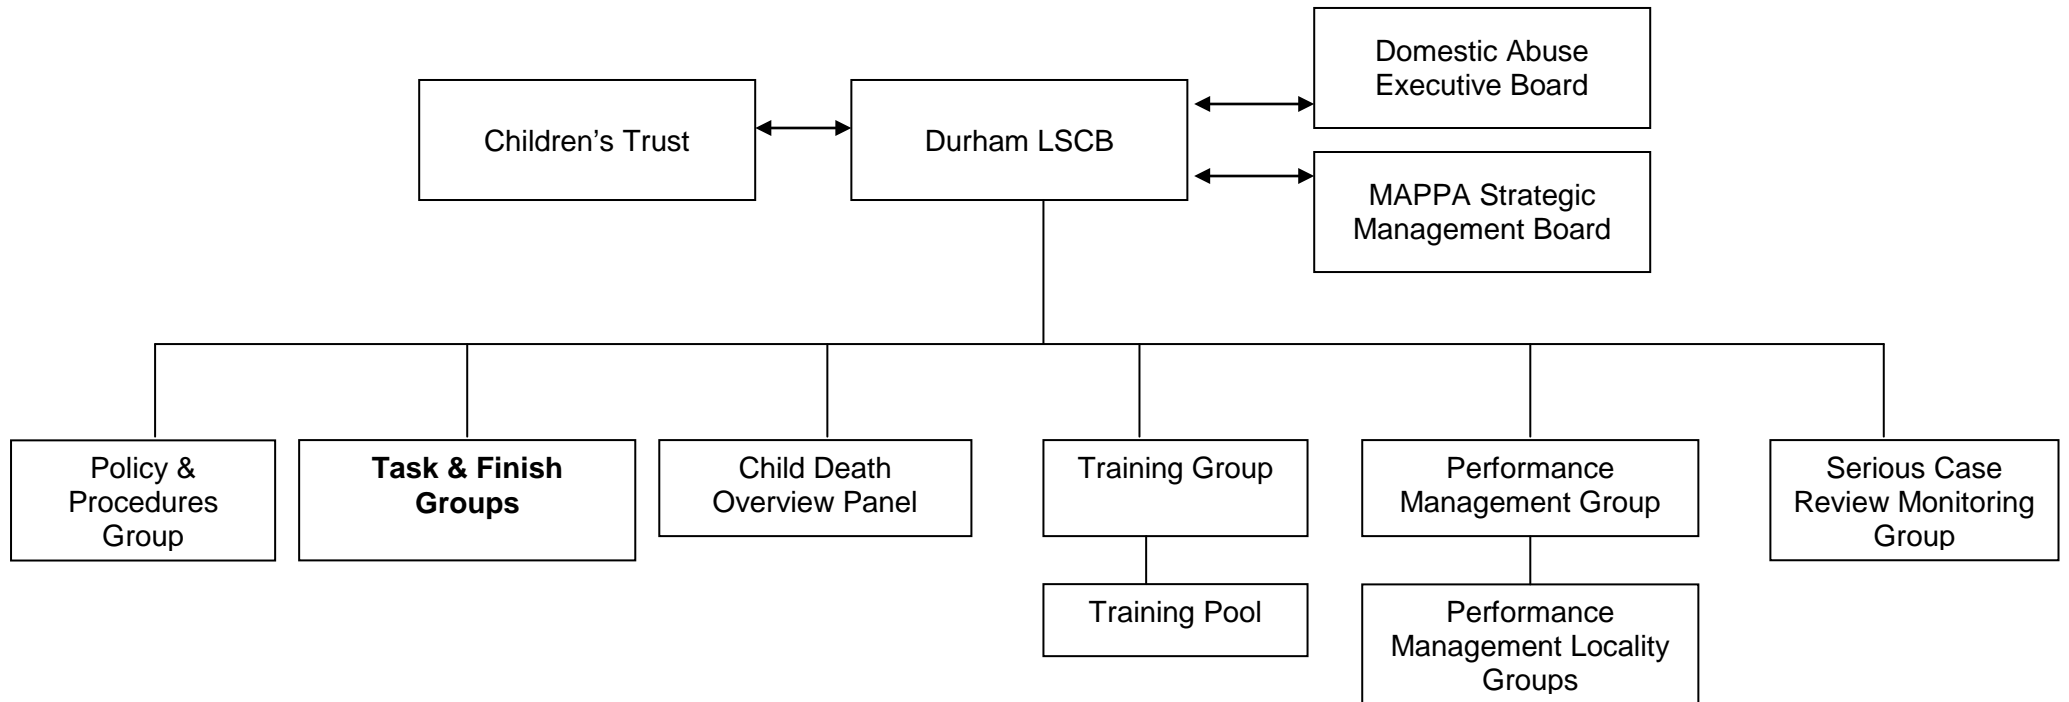 Domestic Abuse
Executive Board
Children’s Trust
Durham LSCB
MAPPA Strategic
Management Board
Policy &
Procedures
Group
Task & Finish
Groups
Child Death
Overview Panel
Training Group
Performance
Management Group
Serious Case
Review Monitoring
Group
Training Pool
Performance
Management Locality
Groups